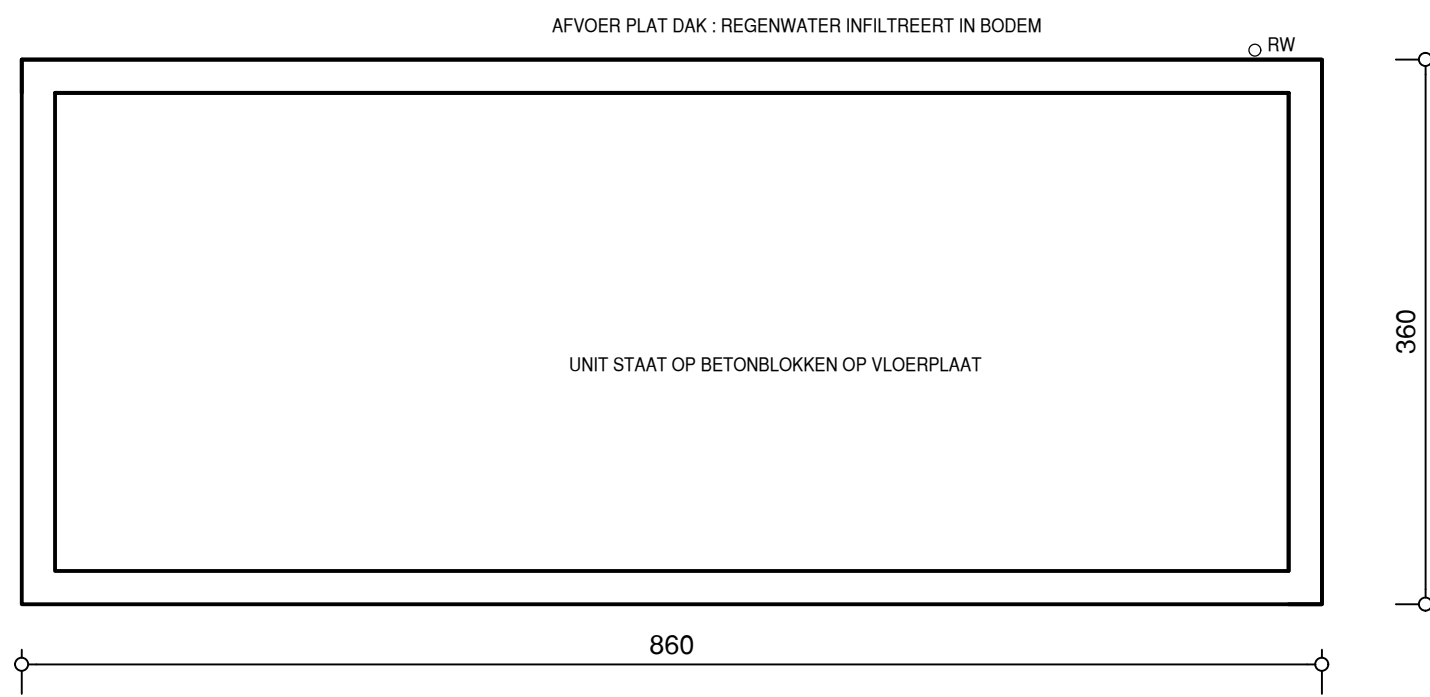 AFVOER PLAT DAK : REGENWATER INFILTREERT IN BODEM
RW
360
UNIT STAAT OP BETONBLOKKEN OP VLOERPLAAT
860